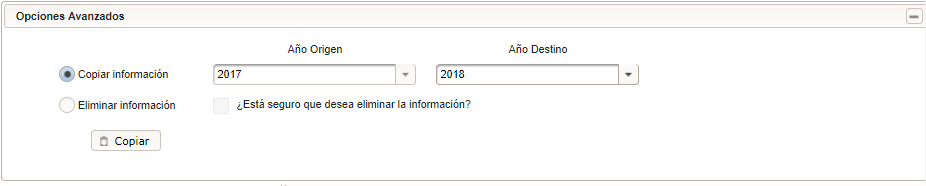 Opciones Avanzados
Año Origen Año Destino
Copiar información 2017 2018
Eliminar información ¿Está seguro que desea eliminar la información?
Copiar